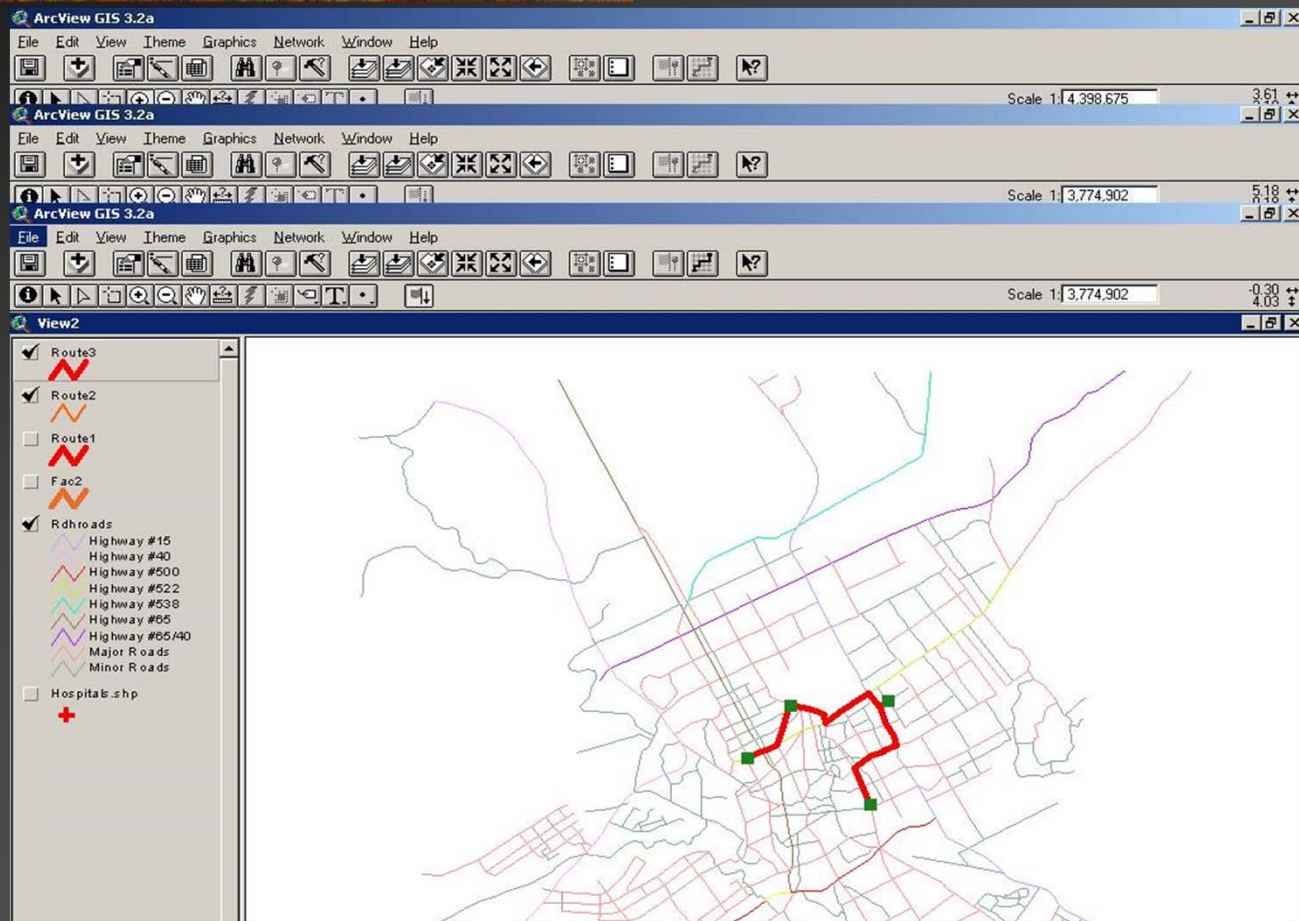 ArcView GIS 3.2a
File Edit View Theme Graphics Network Window Help
Scale 1: 4,398,675
3.61
ArcView GIS 3.2a
File Edit View Theme Graphics Network Window Help
Scale 1: 3,774,902
5.18
ArcView GIS 3.2a
File Edit View Theme Graphics Network Window Help
Scale 1: 3,774,902
-0.30
4.03
View2
Route3
Route2
Route1
Fac2
Rdhroads
Highway #15
Highway #40
Highway #500
Highway #522
Highway #538
Highway #65
Highway #65/40
Major Roads
Minor Roads
Hospitals.shp